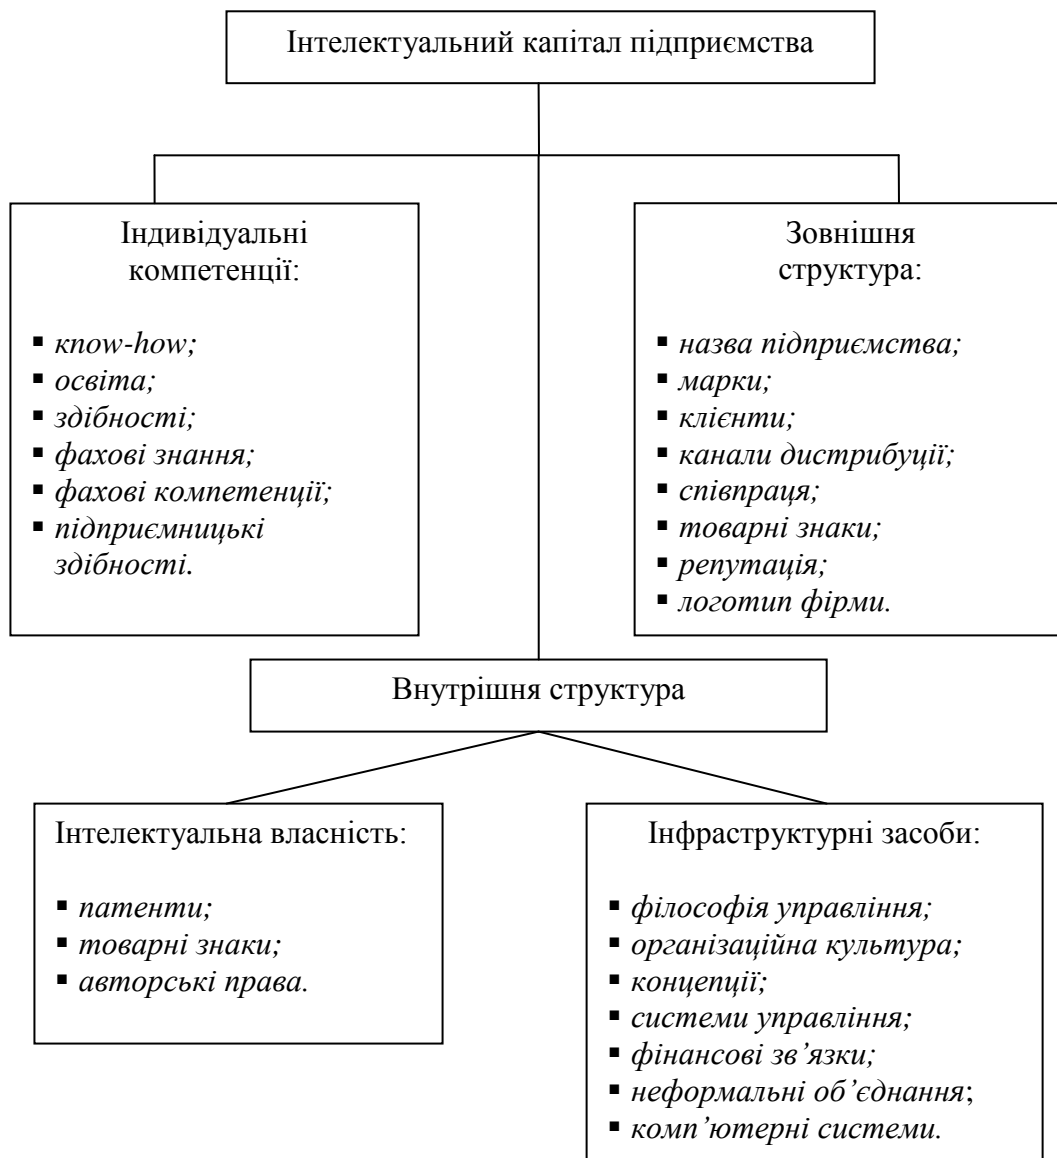 Інтелектуальний капітал підприємства
Індивідуальні
компетенції:
▪ кпow-how;
▪ освіта;
▪ здібності;
▪ фахові знання;
▪ фахові компетенції;
▪ підприємницькі
здібності.
Зовнішня
структура:
▪ назва підприємства;
▪ марки;
▪ клієнти;
▪ канали дистрибуції;
▪ співпраця;
▪ товарні знаки;
▪ репутація;
▪ логотип фірми.
Внутрішня структура
Інтелектуальна власність:
▪ патенти;
▪ товарні знаки;
▪ авторські права.
Інфраструктурні засоби:
▪ філософія управління;
▪ організаційна культура;
▪ концепції;
▪ системи управління;
▪ фінансові зв’язки;
▪ неформальні об’єднання;
▪ комп’ютерні системи.